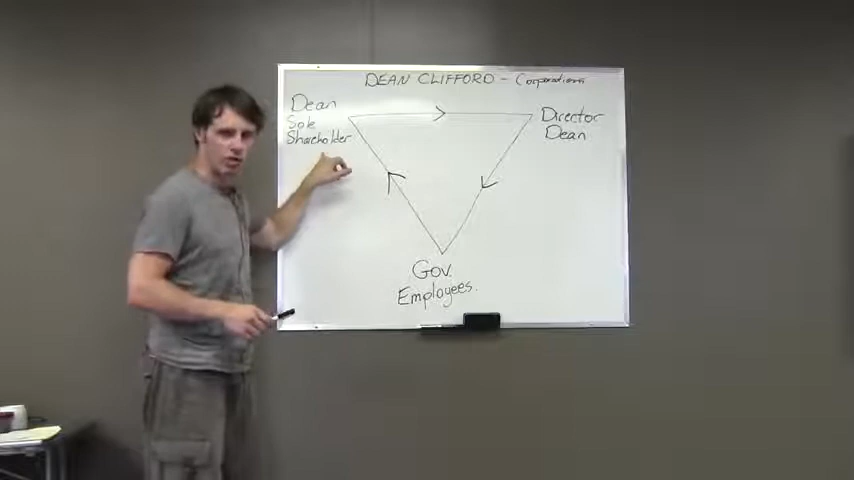 DEAN CLIFFORD - Corporations
Dean
Sole
Shareholder
Director
Dean
Gov.
Employees.